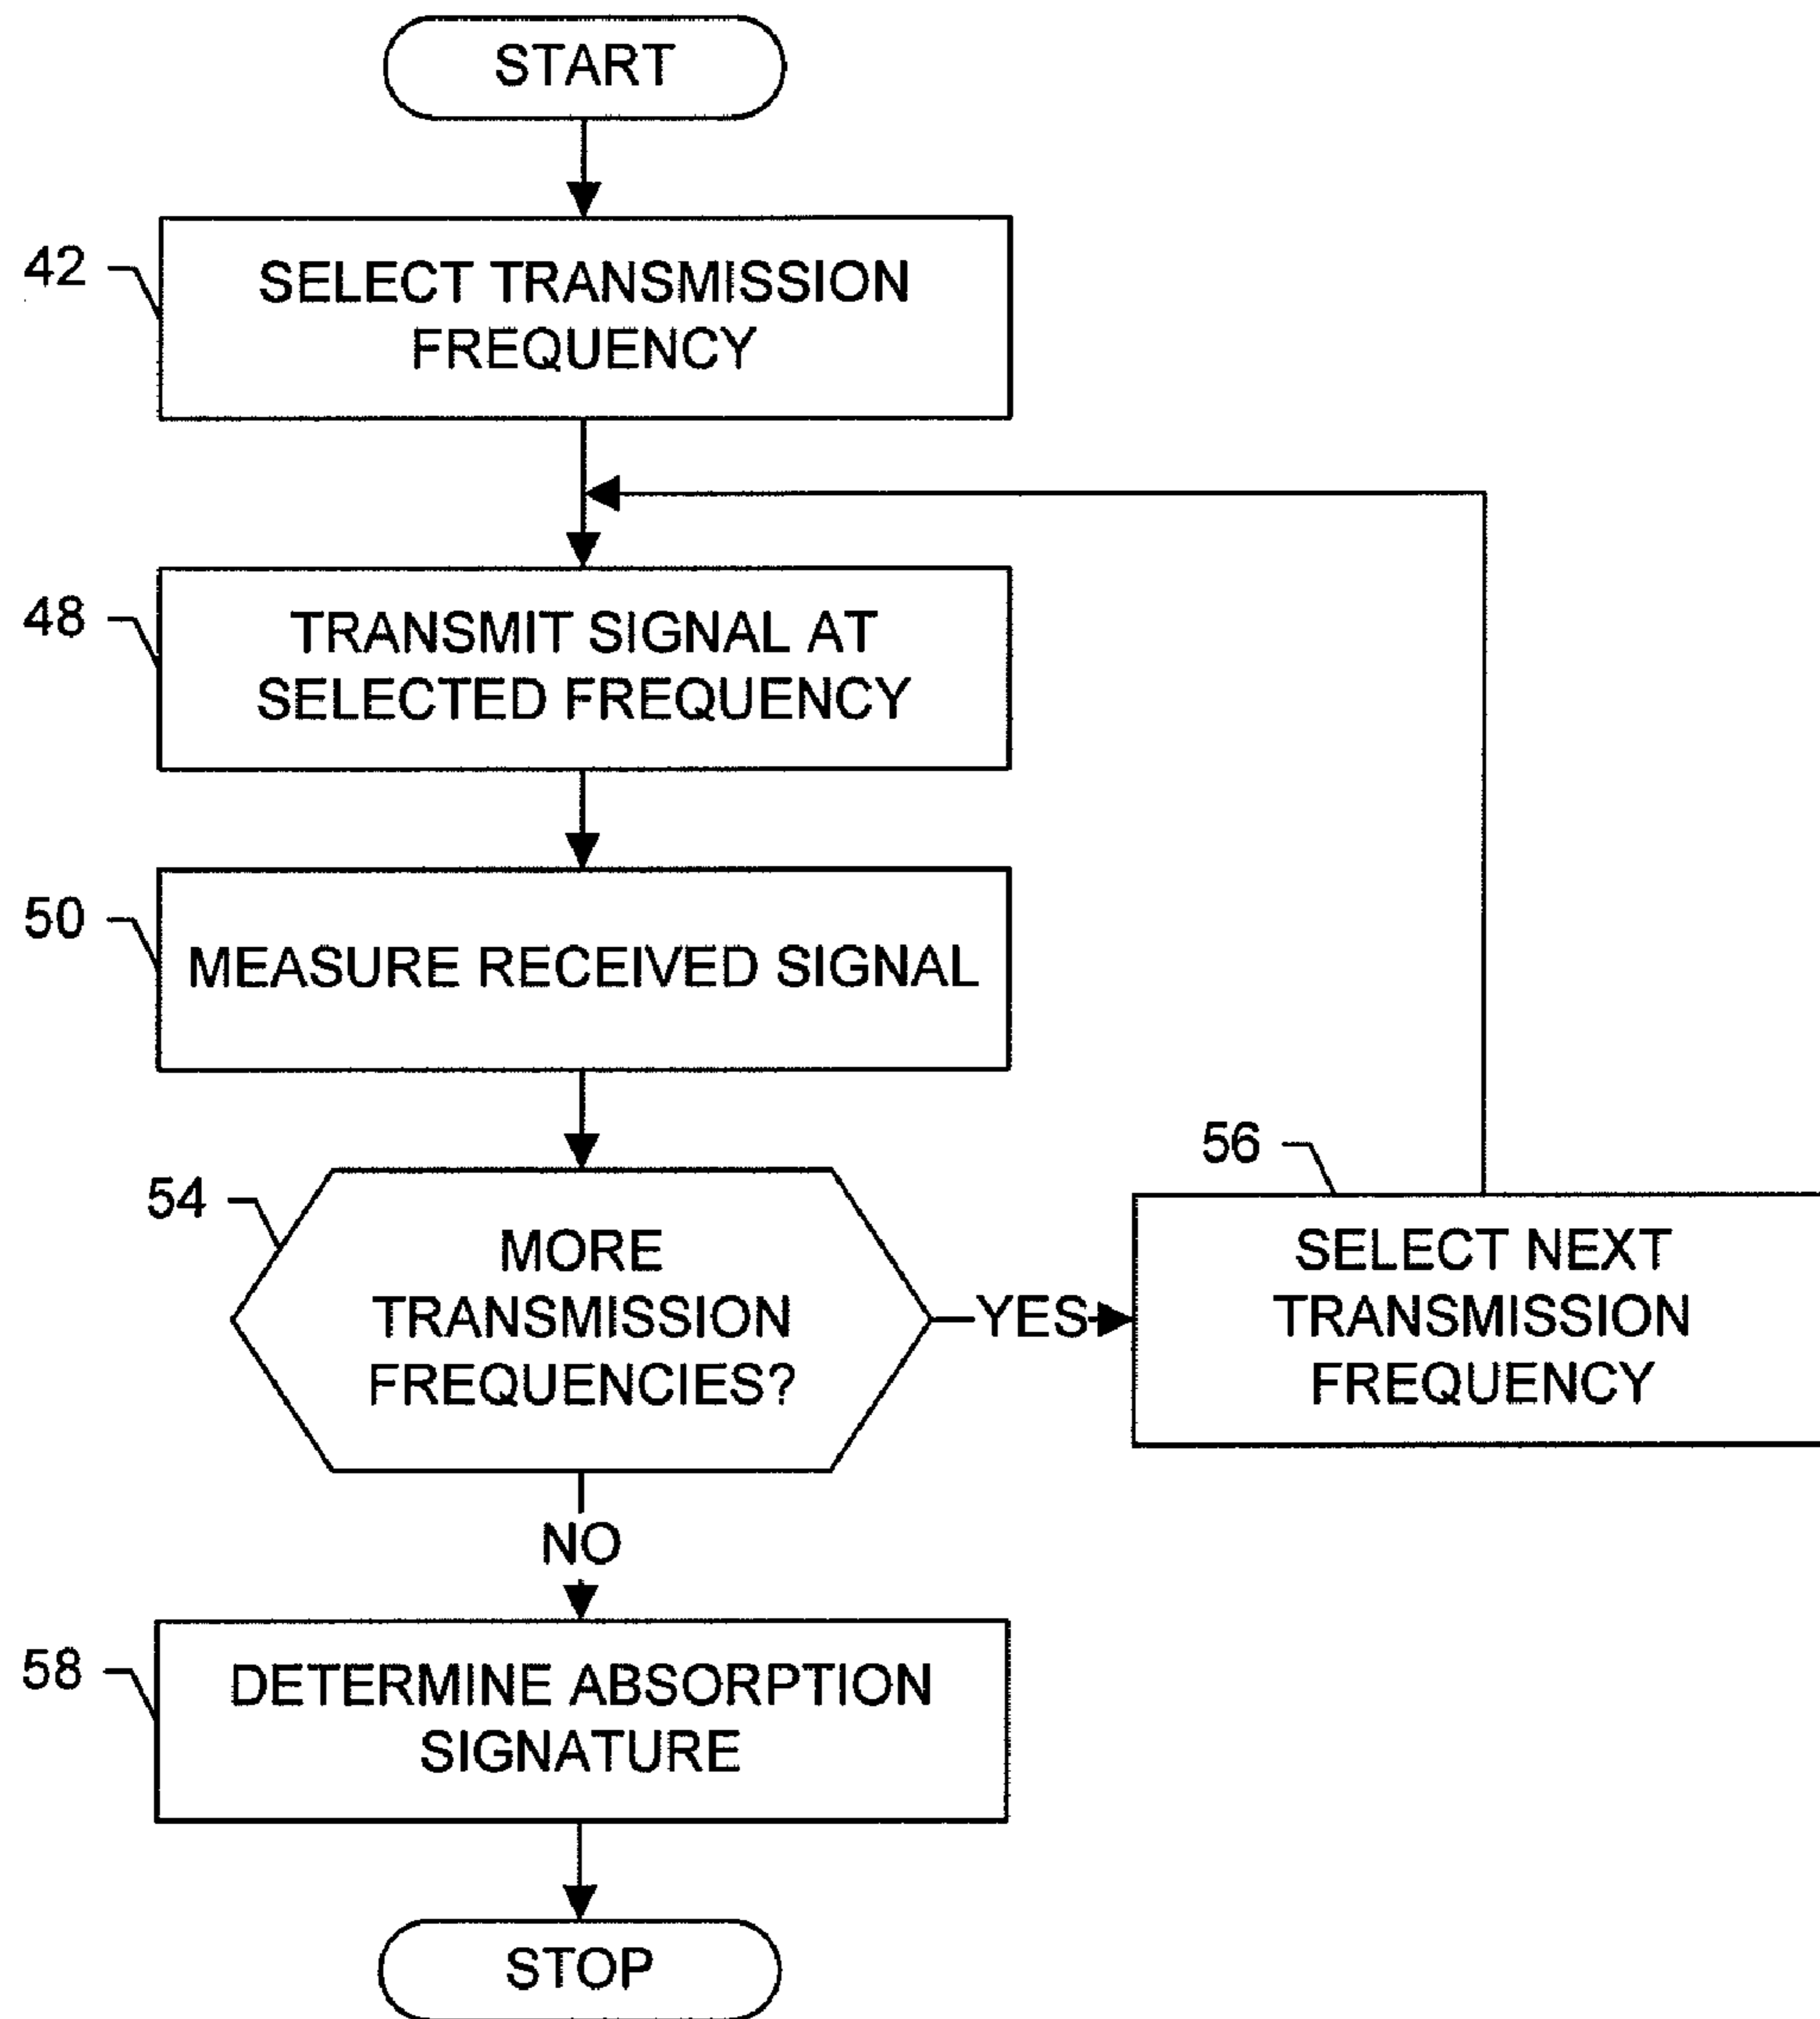 START
42
SELECT TRANSMISSION
FREQUENCY
48
TRANSMIT SIGNAL AT
SELECTED FREQUENCY
50
MEASURE RECEIVED SIGNAL
54
MORE
TRANSMISSION
FREQUENCIES?
YES
56
SELECT NEXT
TRANSMISSION
FREQUENCY
NO
58
DETERMINE ABSORPTION
SIGNATURE
STOP